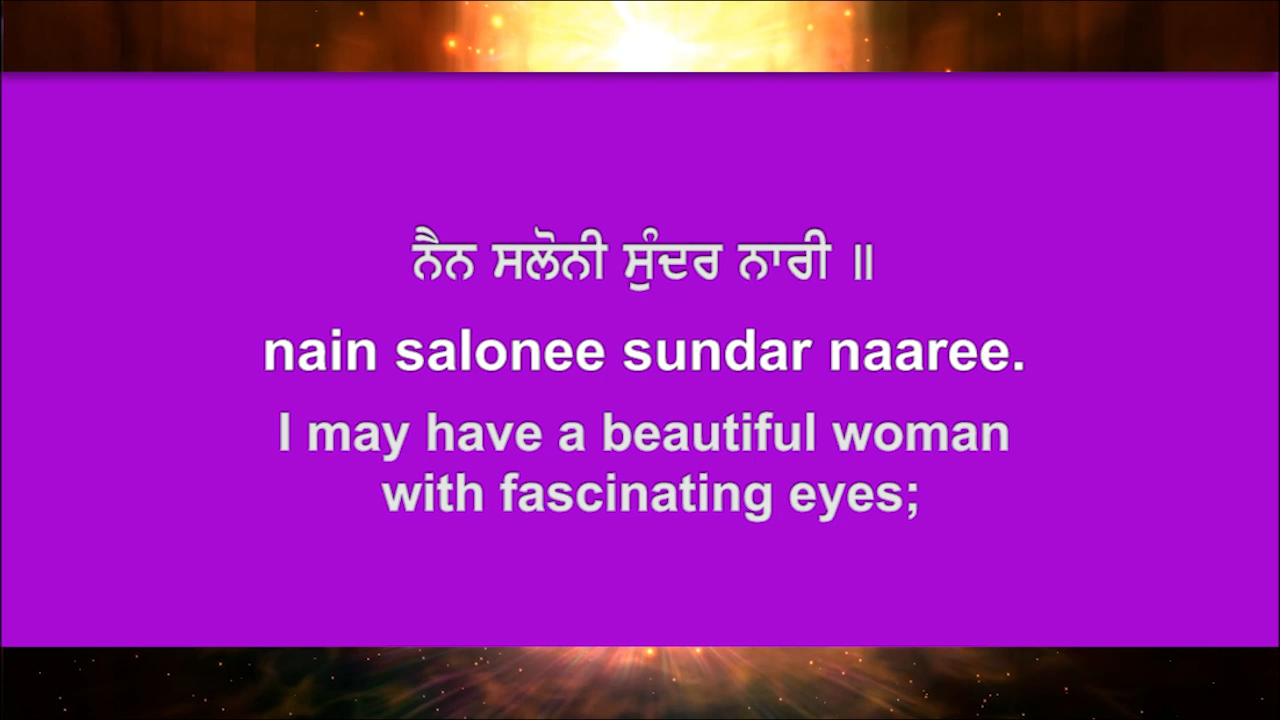 ਨੈਨ ਸਲੋਨੀ ਸੁੰਦਰ ਨਾਰੀ ॥
nain salonee sundar naaree.
I may have a beautiful woman
with fascinating eyes;